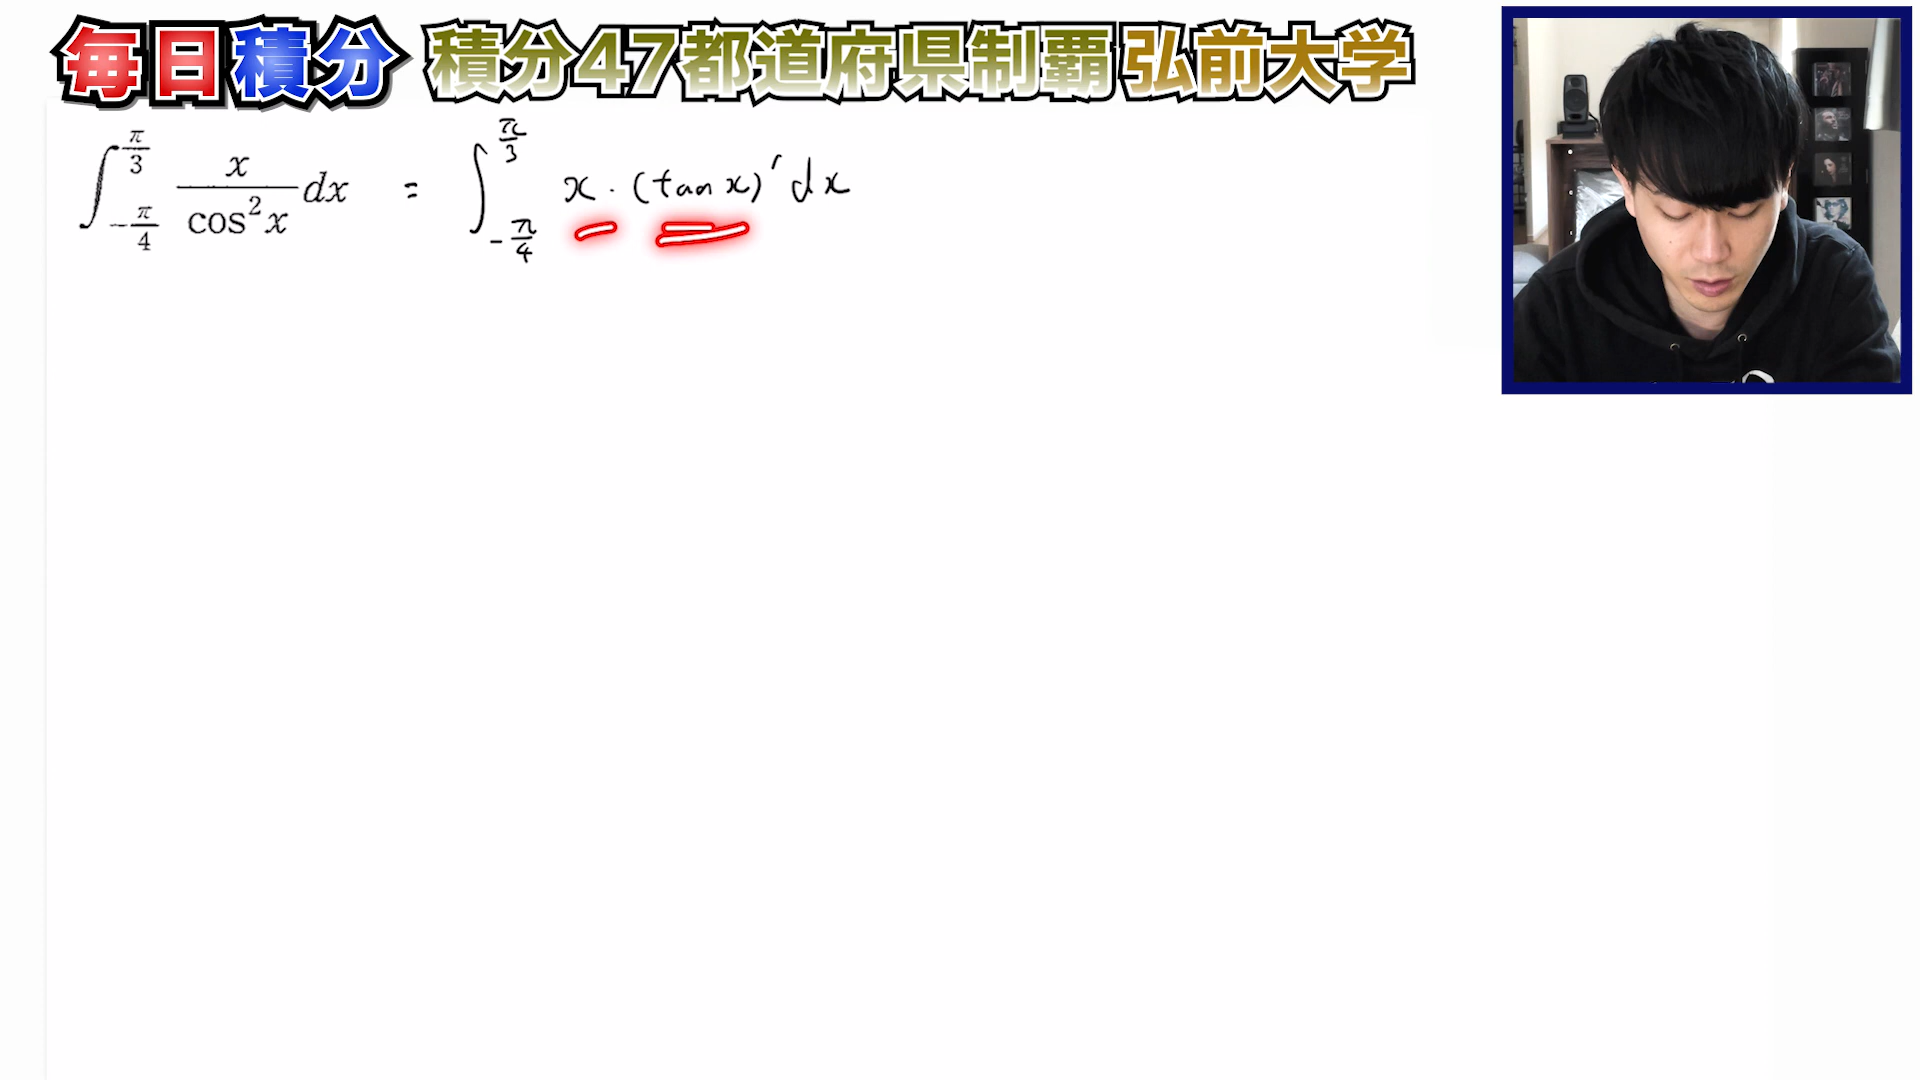 毎日積分 積分47都道府県制覇 弘前大学
∫_{-π/4}^{π/3} x/cos²x dx = ∫_{-π/4}^{π/3} x・(tan x)′dx